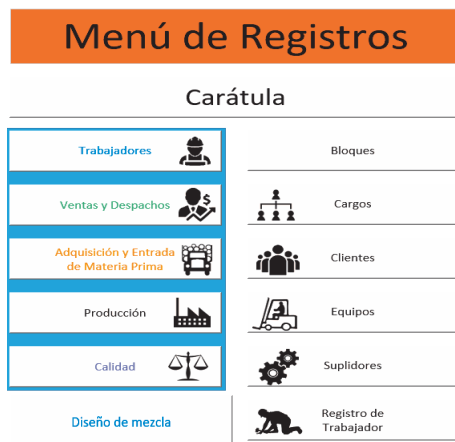 Menú de Registros
Carátula
Trabajadores
Bloques
Ventas y Despachos
$
Cargos
Adquisición y Entrada
de Materia Prima
Clientes
Producción
Equipos
Calidad
Suplidores
Diseño de mezcla
Registro de
Trabajador